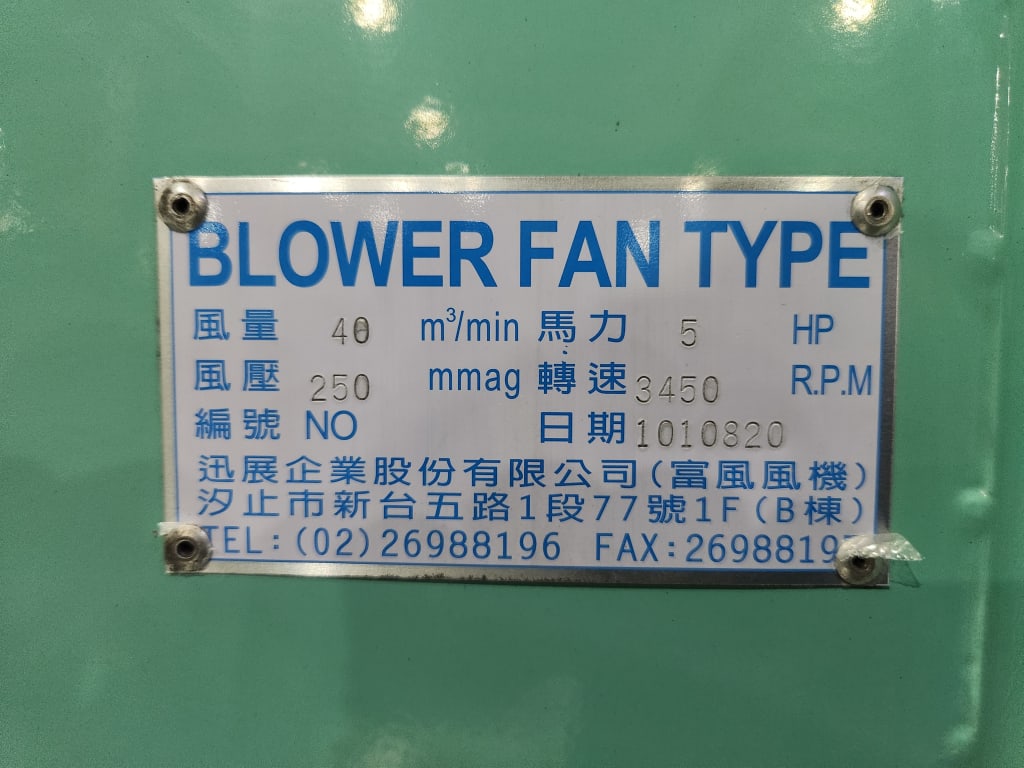 BLOWER FAN TYPE
風量 40 m³/min 馬力 5 HP
風壓 250 mmag 轉速 3450 R.P.M
編號 NO 日期 1010820
迅展企業股份有限公司(富風風機)
汐止市新台五路1段77號1F(B棟)
TEL:(02)26988196 FAX:2698819